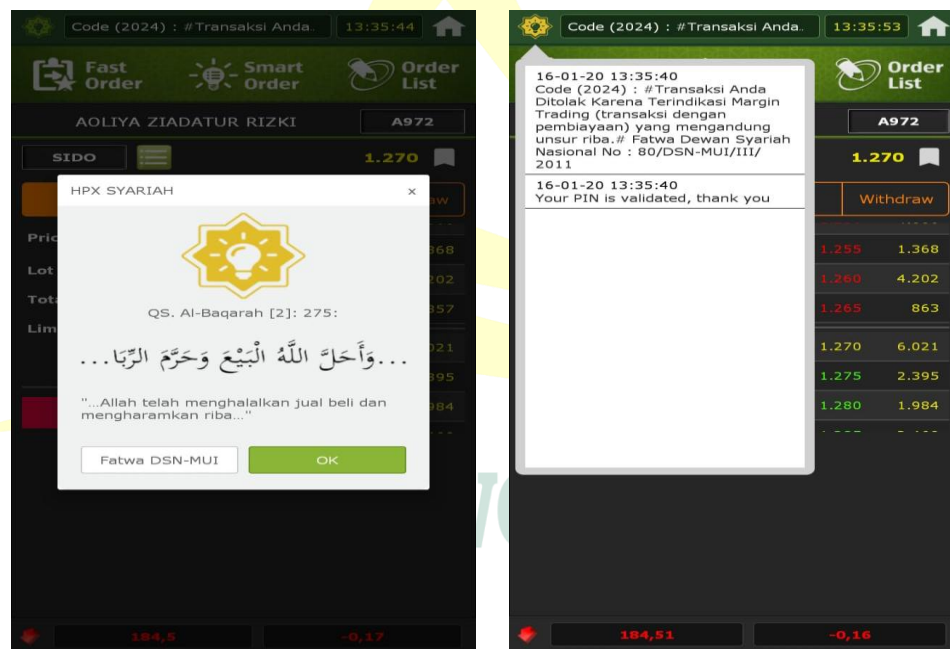 Code (2024) : #Transaksi Anda..
13:35:44
Fast
Order
Smart
Order
Order
List
AOLIYA ZIADATUR RIZKI
A972
SIDO
1.270
HPX SYARIAH
×
QS. Al-Baqarah [2]: 275:
...وَأَحَلَّ اللَّهُ الْبَيْعَ وَحَرَّمَ الرِّبَا...
"...Allah telah menghalalkan jual beli dan
mengharamkan riba..."
Fatwa DSN-MUI
OK
Lot
184,5
-0,17
Code (2024) : #Transaksi Anda..
13:35:53
Order
List
A972
1.270
Withdraw
16-01-20 13:35:40
Code (2024) : #Transaksi Anda
Ditolak Karena Terindikasi Margin
Trading (transaksi dengan
pembiayaan) yang mengandung
unsur riba.# Fatwa Dewan Syariah
Nasional No : 80/DSN-MUI/III/
2011
16-01-20 13:35:40
Your PIN is validated, thank you
1.255 1.368
1.260 4.202
1.265 863
1.270 6.021
1.275 2.395
1.280 1.984
184,51
-0,16